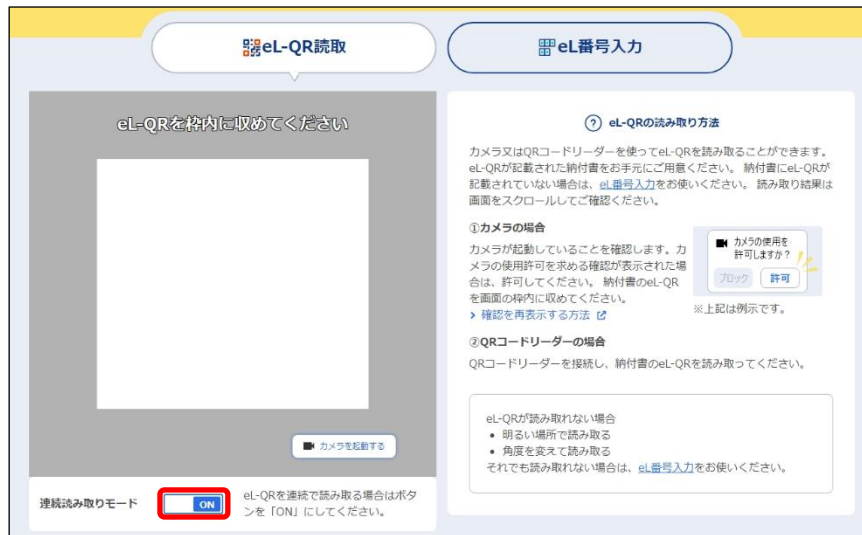 eL-QR読取
eL番号入力
eL-QRを枠内に収めてください
カメラを起動する
連続読み取りモード
ON
eL-QRを連続で読み取る場合はボタ
ンを「ON」にしてください。
? eL-QRの読み取り方法
カメラ又はQRコードリーダーを使ってeL-QRを読み取ることができます。
eL-QRが記載された納付書をお手元にご用意ください。 納付書にeL-QRが
記載されていない場合は、eL番号入力をお使いください。 読み取り結果は
画面をスクロールしてご確認ください。
①カメラの場合
カメラが起動していることを確認します。カ
メラの使用許可を求める確認が表示された場
合は、許可してください。 納付書のeL-QR
を画面の枠内に収めてください。
> 確認を再表示する方法
カメラの使用を
許可しますか?
ブロック
許可
※上記は例示です。
②QRコードリーダーの場合
QRコードリーダーを接続し、納付書のeL-QRを読み取ってください。
eL-QRが読み取れない場合
• 明るい場所で読み取る
• 角度を変えて読み取る
それでも読み取れない場合は、eL番号入力をお使いください。